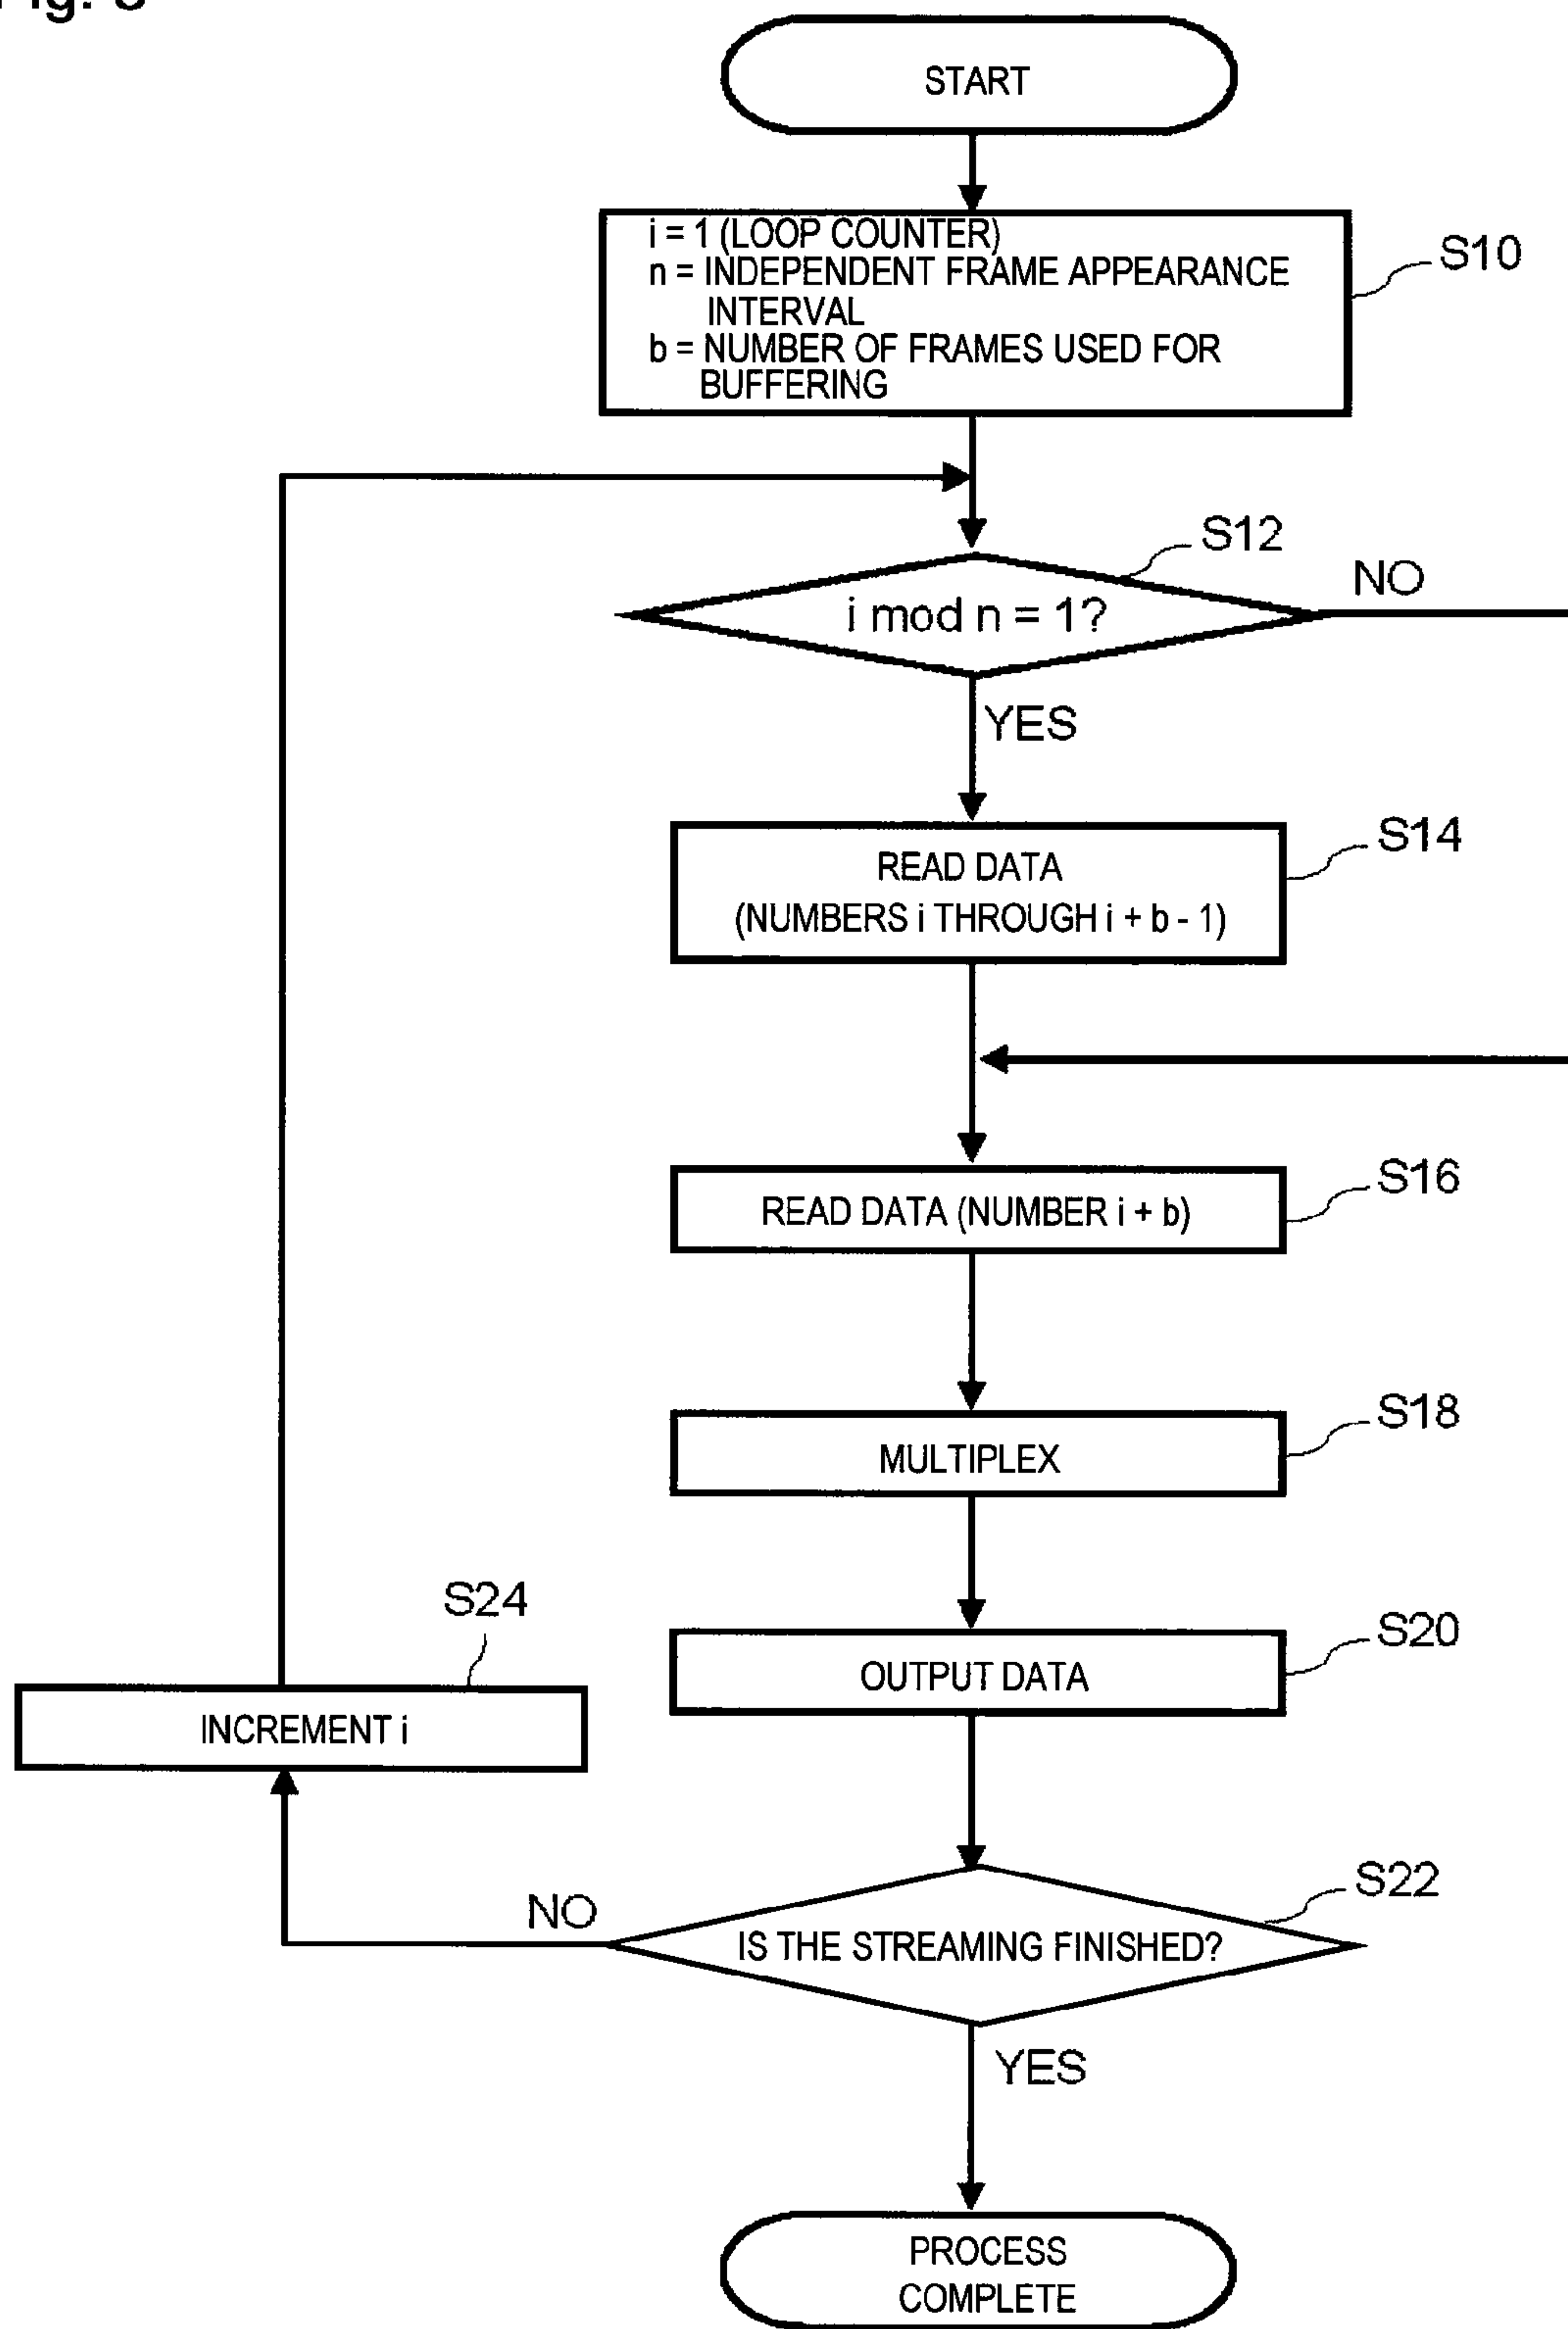 START
i = 1 (LOOP COUNTER)
n = INDEPENDENT FRAME APPEARANCE
INTERVAL
b = NUMBER OF FRAMES USED FOR
BUFFERING
S10
S12
i mod n = 1?
NO
YES
S14
READ DATA
(NUMBERS i THROUGH i + b - 1)
S16
READ DATA (NUMBER i + b)
S18
MULTIPLEX
S20
OUTPUT DATA
S24
INCREMENT i
S22
IS THE STREAMING FINISHED?
NO
YES
PROCESS
COMPLETE